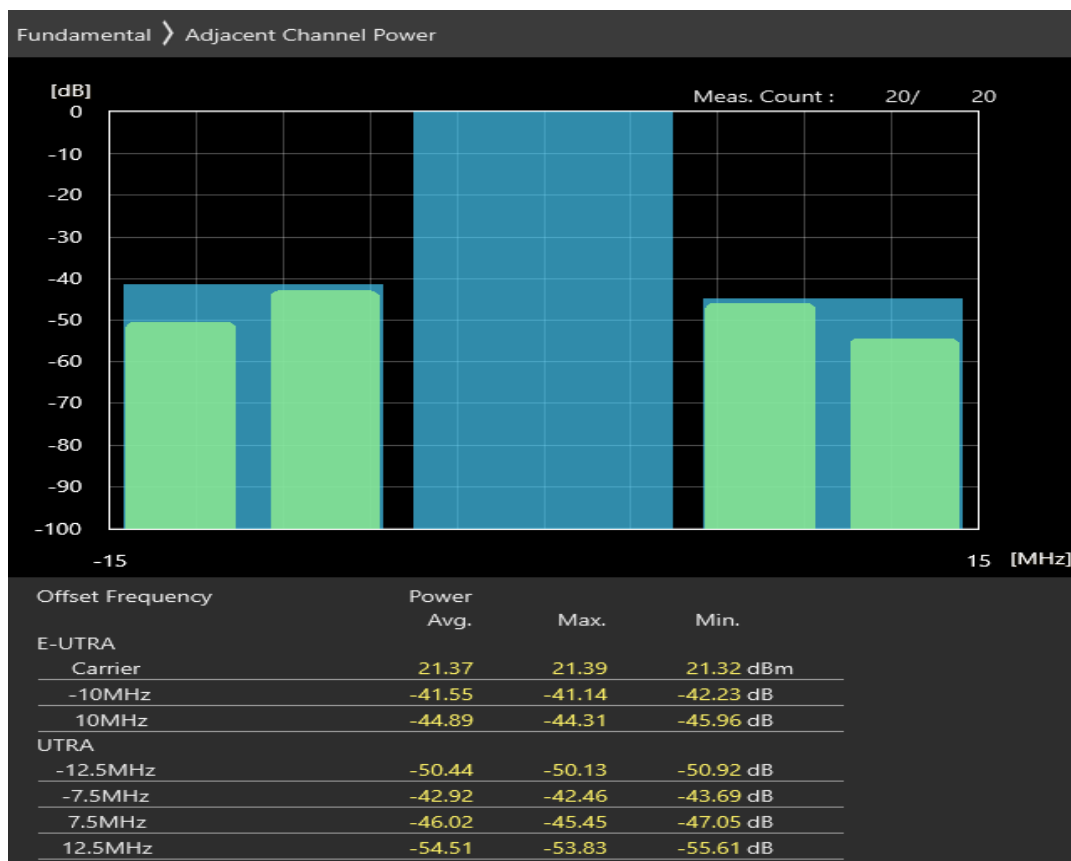 Fundamental 〉 Adjacent Channel Power
[dB]
Meas. Count : 20/ 20
0
-10
-20
-30
-40
-50
-60
-70
-80
-90
-100
-15 15 [MHz]
Offset Frequency Power
Avg. Max. Min.
E-UTRA
Carrier 21.37 21.39 21.32 dBm
-10MHz -41.55 -41.14 -42.23 dB
10MHz -44.89 -44.31 -45.96 dB
UTRA
-12.5MHz -50.44 -50.13 -50.92 dB
-7.5MHz -42.92 -42.46 -43.69 dB
7.5MHz -46.02 -45.45 -47.05 dB
12.5MHz -54.51 -53.83 -55.61 dB